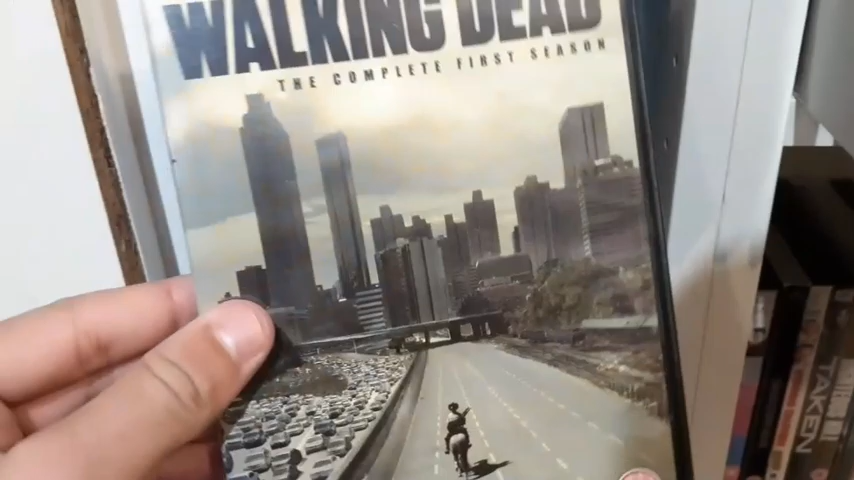 WALKING DEAD
THE COMPLETE FIRST SEASON
TAKEN